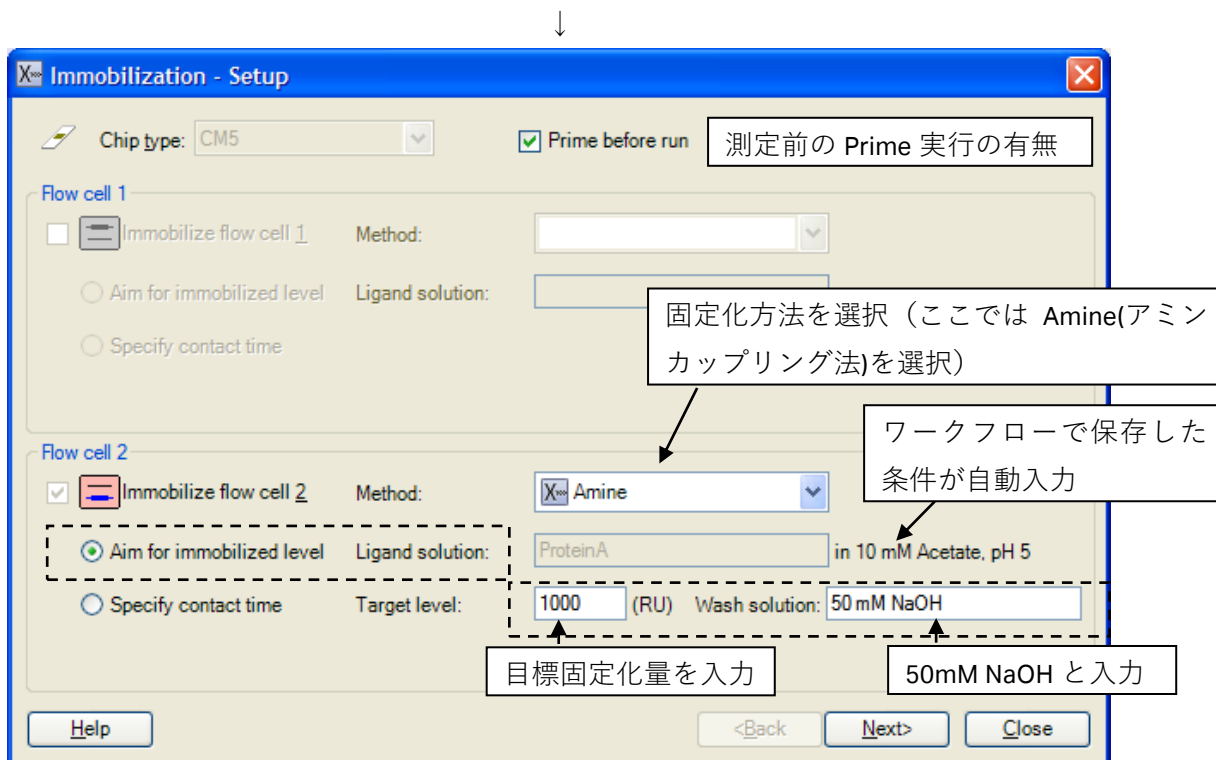 ↓
Immobilization - Setup
Chip type: CM5
Prime before run
測定前の Prime 実行の有無
Flow cell 1
Immobilize flow cell 1 Method:
Aim for immobilized level Ligand solution:
Specify contact time
固定化方法を選択（ここでは Amine(アミン
カップリング法)を選択）
ワークフローで保存した
条件が自動入力
Flow cell 2
Immobilize flow cell 2 Method: Amine
Aim for immobilized level Ligand solution: ProteinA in 10 mM Acetate, pH 5
Specify contact time Target level: 1000 (RU) Wash solution: 50 mM NaOH
目標固定化量を入力
50mM NaOH と入力
Help <Back Next> Close